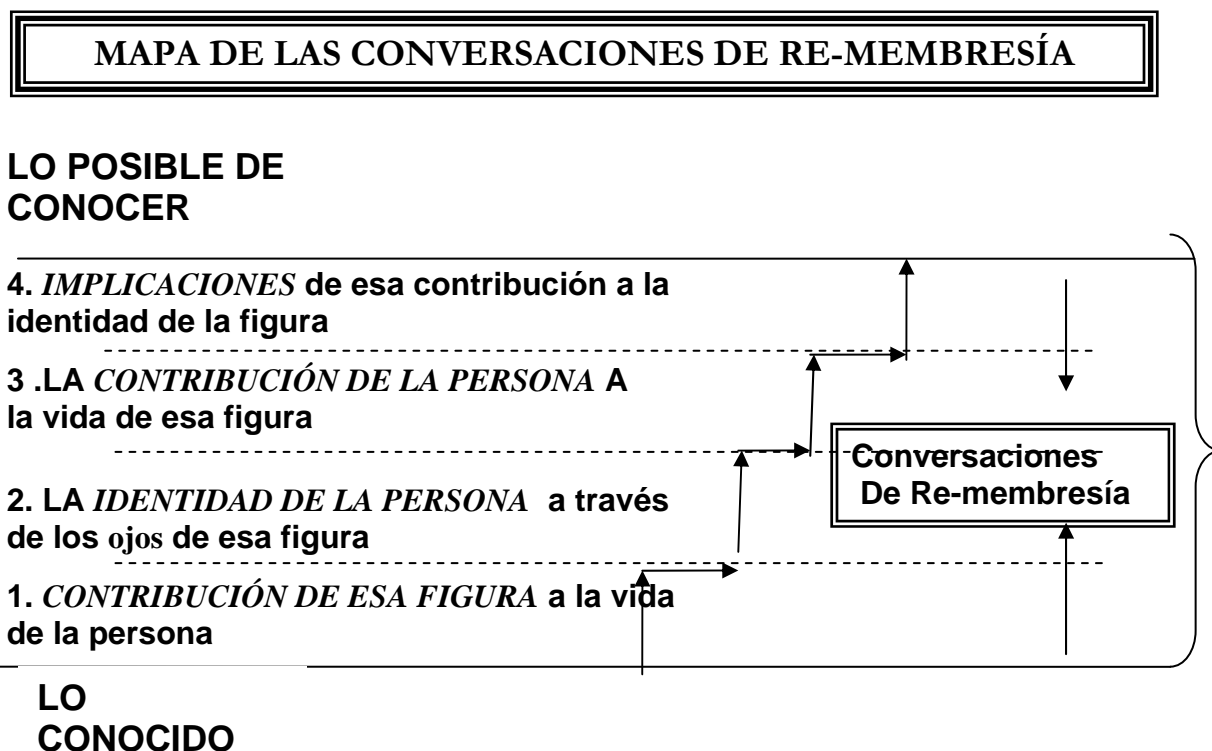 MAPA DE LAS CONVERSACIONES DE RE-MEMBRESÍA
LO POSIBLE DE
CONOCER
4. IMPLICACIONES de esa contribución a la
identidad de la figura
3 .LA CONTRIBUCIÓN DE LA PERSONA A
la vida de esa figura
Conversaciones
De Re-membresía
2. LA IDENTIDAD DE LA PERSONA a través
de los ojos de esa figura
1. CONTRIBUCIÓN DE ESA FIGURA a la vida
de la persona
LO
CONOCIDO